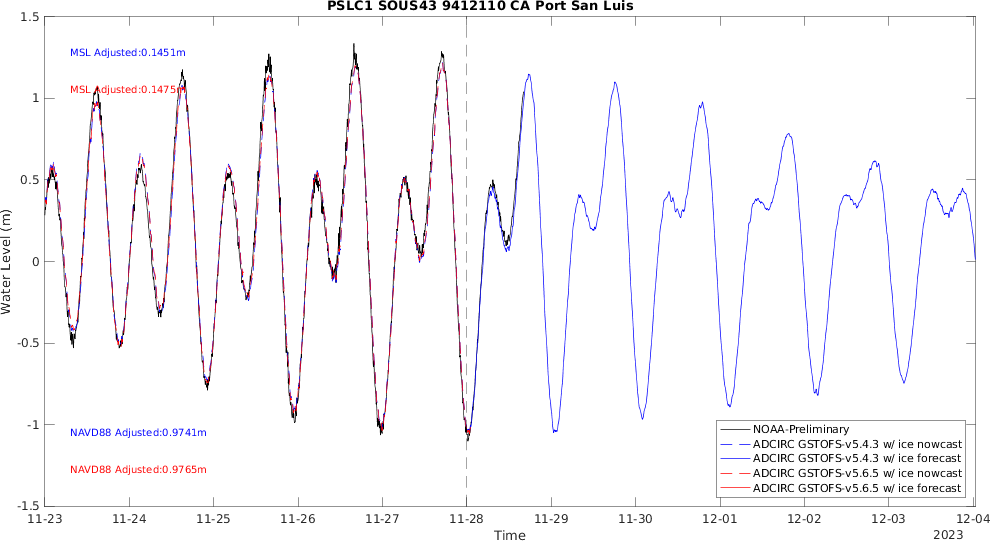 PSLC1 SOUS43 9412110 CA Port San Luis
1.5
1
0.5
0
-0.5
-1
-1.5
Water Level (m)
MSL Adjusted:0.1451m
MSL Adjusted:0.1475m
NAVD88 Adjusted:0.9741m
NAVD88 Adjusted:0.9765m
NOAA-Preliminary
ADCIRC GSTOFS-v5.4.3 w/ ice nowcast
ADCIRC GSTOFS-v5.4.3 w/ ice forecast
ADCIRC GSTOFS-v5.6.5 w/ ice nowcast
ADCIRC GSTOFS-v5.6.5 w/ ice forecast
11-23 11-24 11-25 11-26 11-27 11-28 11-29 11-30 12-01 12-02 12-03 12-04
Time
2023